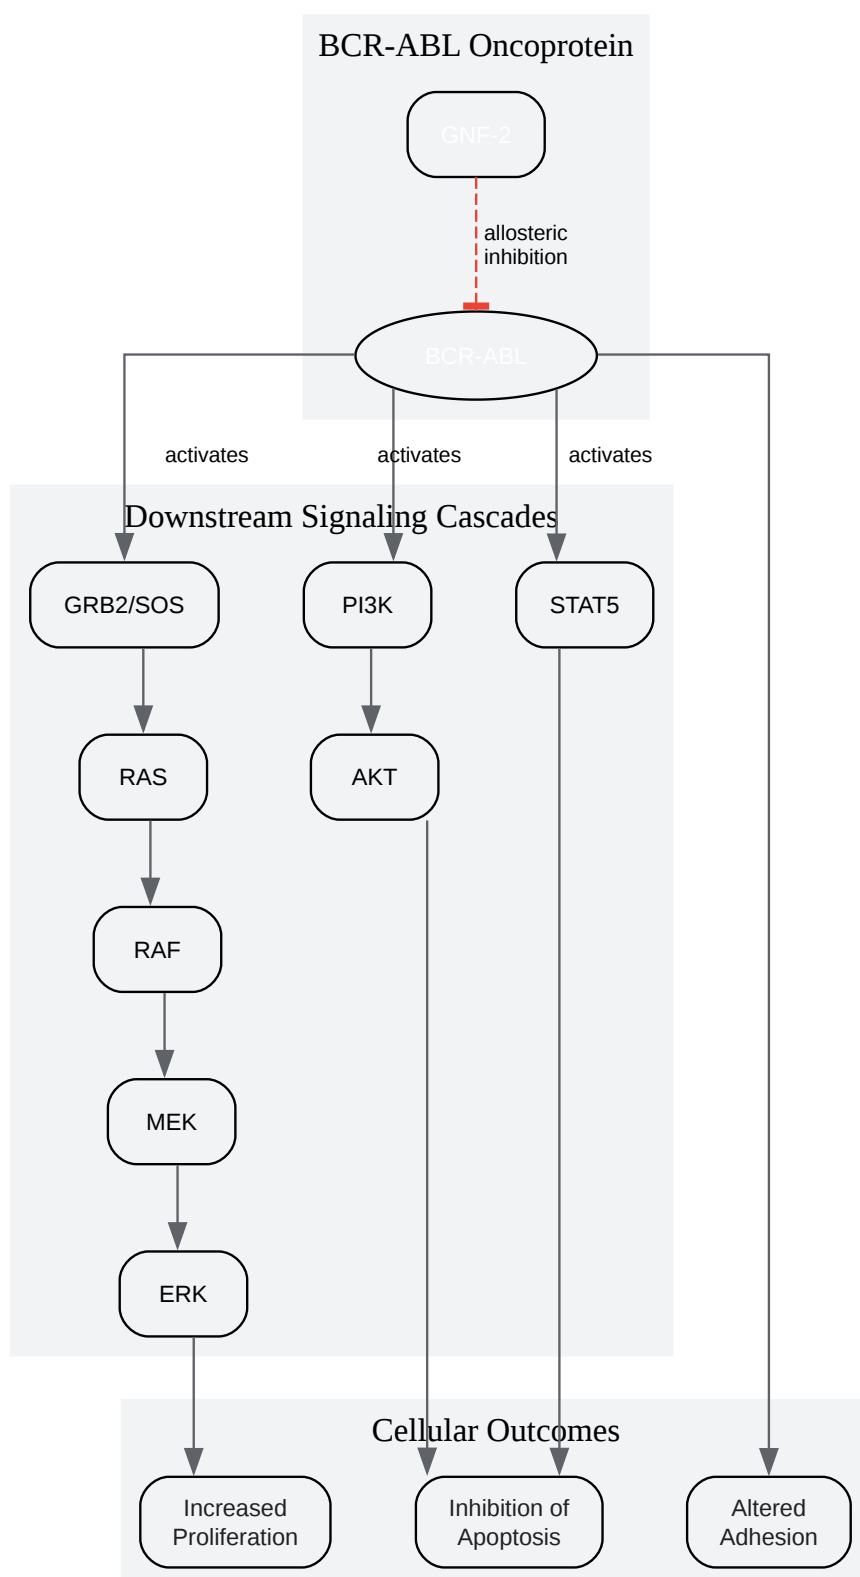 BCR-ABL Oncoprotein
GNF-2
allosteric
inhibition
BCR-ABL
activates
activates
activates
Downstream Signaling Cascades
GRB2/SOS
PI3K
STAT5
RAS
AKT
RAF
MEK
ERK
Cellular Outcomes
Increased
Proliferation
Inhibition of
Apoptosis
Altered
Adhesion